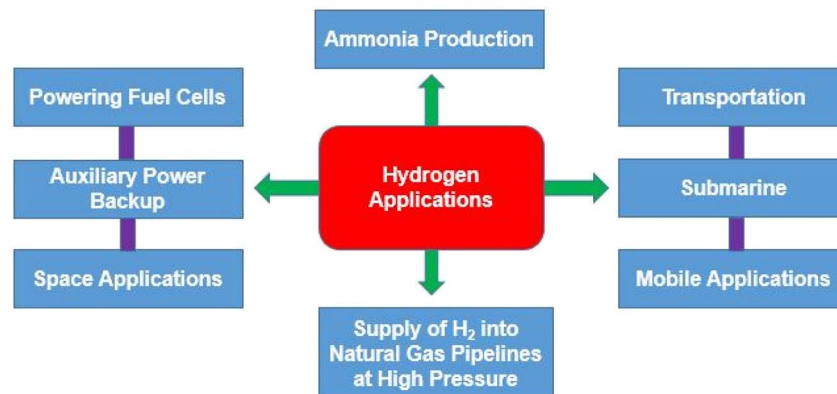 Ammonia Production
Powering Fuel Cells
Auxiliary Power
Backup
Space Applications
Hydrogen
Applications
Transportation
Submarine
Mobile Applications
Supply of H₂ into
Natural Gas Pipelines
at High Pressure